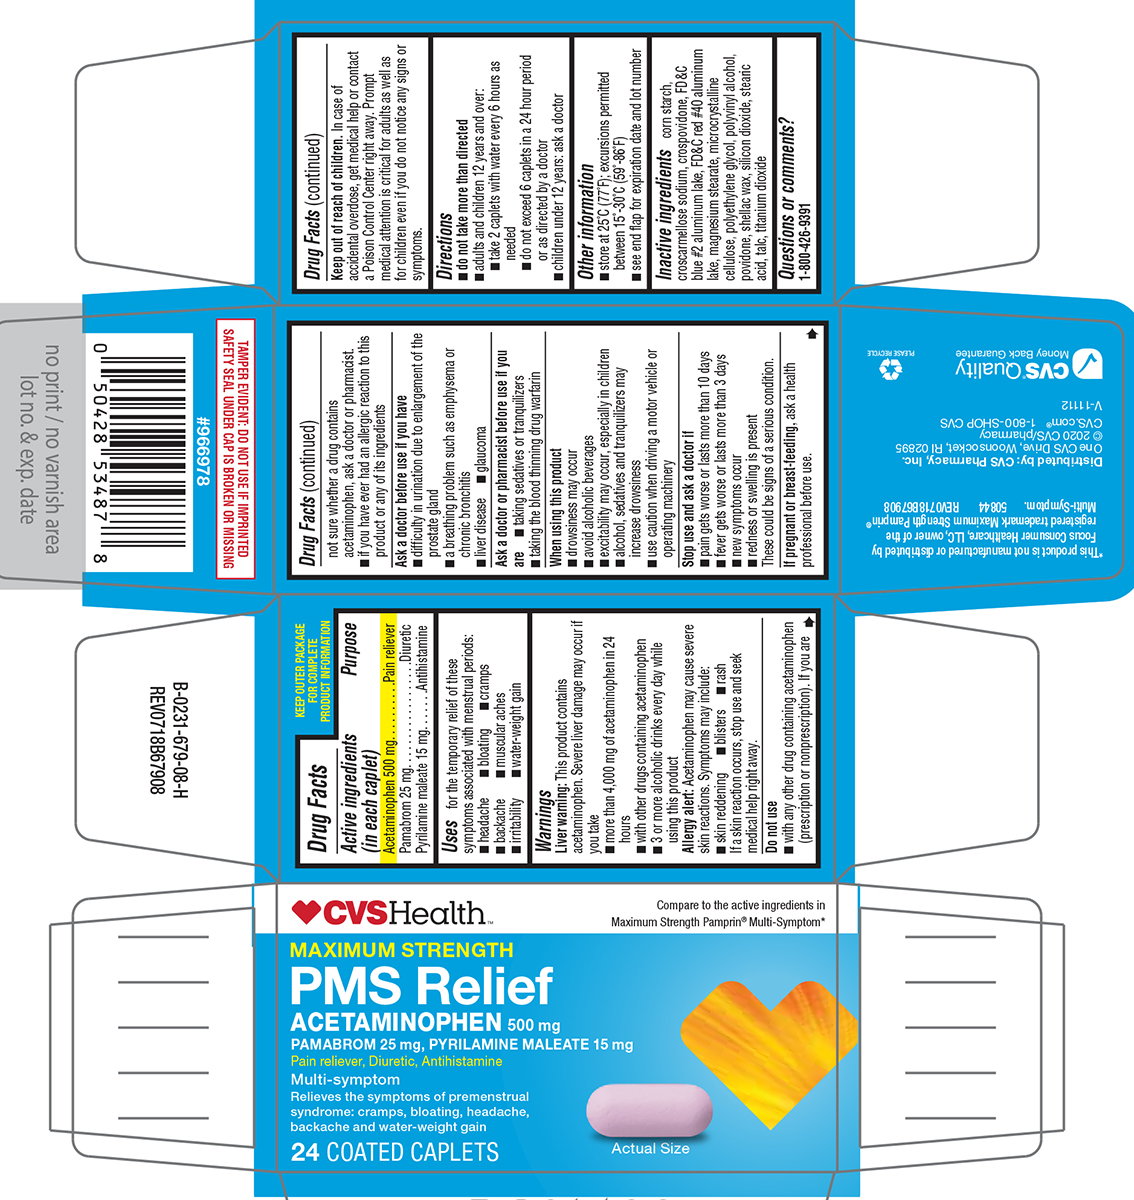 CVSHealth™
Compare to the active ingredients in
Maximum Strength Pamprin® Multi-Symptom*
MAXIMUM STRENGTH
PMS Relief
ACETAMINOPHEN 500 mg
PAMABROM 25 mg, PYRILAMINE MALEATE 15 mg
Pain reliever, Diuretic, Antihistamine
Multi-symptom
Relieves the symptoms of premenstrual
syndrome: cramps, bloating, headache,
backache and water-weight gain
24 COATED CAPLETS
Actual Size
KEEP OUTER PACKAGE
FOR COMPLETE
PRODUCT INFORMATION
Drug Facts
Active ingredients Purpose
(in each caplet)
Acetaminophen 500 mg..........Pain reliever
Pamabrom 25 mg..................Diuretic
Pyrilamine maleate 15 mg.......Antihistamine
Uses for the temporary relief of these
symptoms associated with menstrual periods:
■ headache ■ bloating ■ cramps
■ backache ■ muscular aches
■ irritability ■ water-weight gain
Warnings
Liver warning: This product contains
acetaminophen. Severe liver damage may occur if
you take
■ more than 4,000 mg of acetaminophen in 24
hours
■ with other drugs containing acetaminophen
■ 3 or more alcoholic drinks every day while
using this product
Allergy alert: Acetaminophen may cause severe
skin reactions. Symptoms may include:
■ skin reddening ■ blisters ■ rash
If a skin reaction occurs, stop use and seek
medical help right away.
Do not use
■ with any other drug containing acetaminophen
(prescription or nonprescription). If you are
Drug Facts (continued)
not sure whether a drug contains
acetaminophen, ask a doctor or pharmacist.
■ if you have ever had an allergic reaction to this
product or any of its ingredients
Ask a doctor before use if you have
■ difficulty in urination due to enlargement of the
prostate gland
■ a breathing problem such as emphysema or
chronic bronchitis
■ liver disease ■ glaucoma
Ask a doctor or pharmacist before use if you
are ■ taking sedatives or tranquilizers
■ taking the blood thinning drug warfarin
When using this product
■ drowsiness may occur
■ avoid alcoholic beverages
■ excitability may occur, especially in children
■ alcohol, sedatives and tranquilizers may
increase drowsiness
■ use caution when driving a motor vehicle or
operating machinery
Stop use and ask a doctor if
■ pain gets worse or lasts more than 10 days
■ fever gets worse or lasts more than 3 days
■ new symptoms occur
■ redness or swelling is present
These could be signs of a serious condition.
If pregnant or breast-feeding, ask a health
professional before use.
Drug Facts (continued)
Keep out of reach of children. In case of
accidental overdose, get medical help or contact
a Poison Control Center right away. Prompt
medical attention is critical for adults as well as
for children even if you do not notice any signs or
symptoms.
Directions
■ do not take more than directed
■ adults and children 12 years and over:
■ take 2 caplets with water every 6 hours as
needed
■ do not exceed 6 caplets in a 24 hour period
or as directed by a doctor
■ children under 12 years: ask a doctor
Other information
■ store at 25°C (77°F); excursions permitted
between 15°-30°C (59°-86°F)
■ see end flap for expiration date and lot number
Inactive ingredients corn starch,
croscarmellose sodium, crospovidone, FD&C
blue #2 aluminum lake, FD&C red #40 aluminum
lake, magnesium stearate, microcrystalline
cellulose, polyethylene glycol, polyvinyl alcohol,
povidone, shellac wax, silicon dioxide, stearic
acid, talc, titanium dioxide
Questions or comments?
1-800-426-9391
#966978
TAMPER EVIDENT: DO NOT USE IF IMPRINTED
SAFETY SEAL UNDER CAP IS BROKEN OR MISSING
0 50428 53487 8
no print / no varnish area
lot no. & exp. date
B-0231-679-08-H
REV0718B67908
*This product is not manufactured or distributed by
Focus Consumer Healthcare, LLC, owner of the
registered trademark Maximum Strength Pamprin®
Multi-Symptom. 50844 REV0718B67908
Distributed by: CVS Pharmacy, Inc.
One CVS Drive, Woonsocket, RI 02895
© 2020 CVS/pharmacy
CVS.com® 1-800-SHOP CVS
V-11112
CVS Quality
Money Back Guarantee
PLEASE RECYCLE